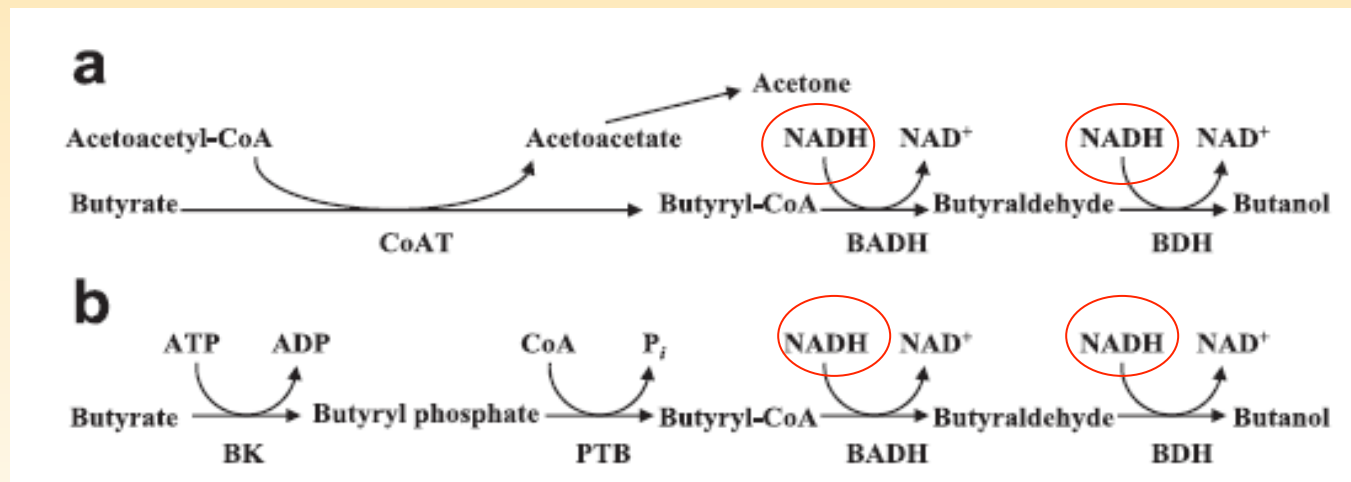 a
Acetone
Acetoacetyl-CoA Acetoacetate NADH NAD⁺ NADH NAD⁺
Butyrate Butyryl-CoA Butyraldehyde Butanol
CoAT BADH BDH
b
ATP ADP CoA Pᵢ NADH NAD⁺ NADH NAD⁺
Butyrate Butyryl phosphate Butyryl-CoA Butyraldehyde Butanol
BK PTB BADH BDH